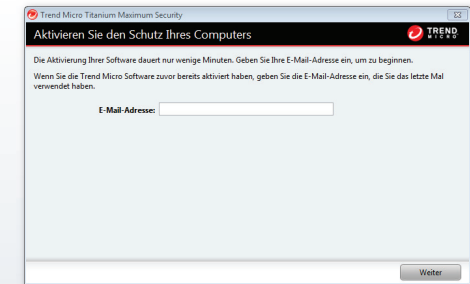 Trend Micro Titanium Maximum Security
Aktivieren Sie den Schutz Ihres Computers
TREND
MICRO
Die Aktivierung Ihrer Software dauert nur wenige Minuten. Geben Sie Ihre E-Mail-Adresse ein, um zu beginnen.
Wenn Sie die Trend Micro Software zuvor bereits aktiviert haben, geben Sie die E-Mail-Adresse ein, die Sie das letzte Mal
verwendet haben.
E-Mail-Adresse:
Weiter